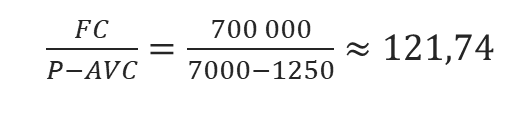 FC / P−AVC = 700 000 / 7000−1250 ≈ 121,74